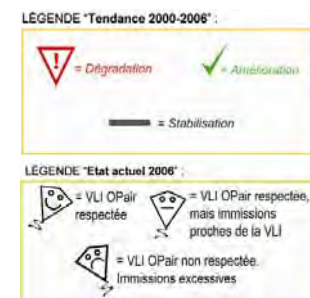 LÉGENDE "Tendance 2000-2006" :
! = Dégradation
= Amélioration
= Stabilisation
LÉGENDE "Etat actuel 2006" :
= VLI OPair respectée
= VLI OPair respectée, mais immissions proches de la VLI
= VLI OPair non respectée. Immissions excessives